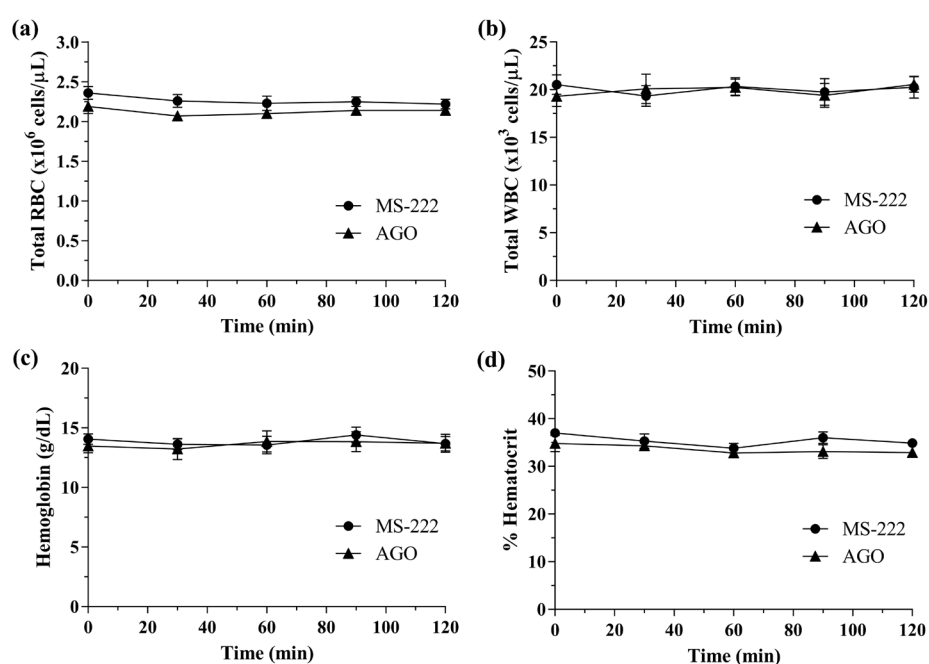 (a)
Total RBC (x10⁶ cells/µL)
3.0
2.5
2.0
1.5
1.0
0.5
0.0
0 20 40 60 80 100 120
Time (min)
MS-222
AGO
(b)
Total WBC (x10³ cells/µL)
25
20
15
10
5
0
0 20 40 60 80 100 120
Time (min)
MS-222
AGO
(c)
Hemoglobin (g/dL)
20
15
10
5
0
0 20 40 60 80 100 120
Time (min)
MS-222
AGO
(d)
% Hematocrit
50
40
30
20
10
0
0 20 40 60 80 100 120
Time (min)
MS-222
AGO